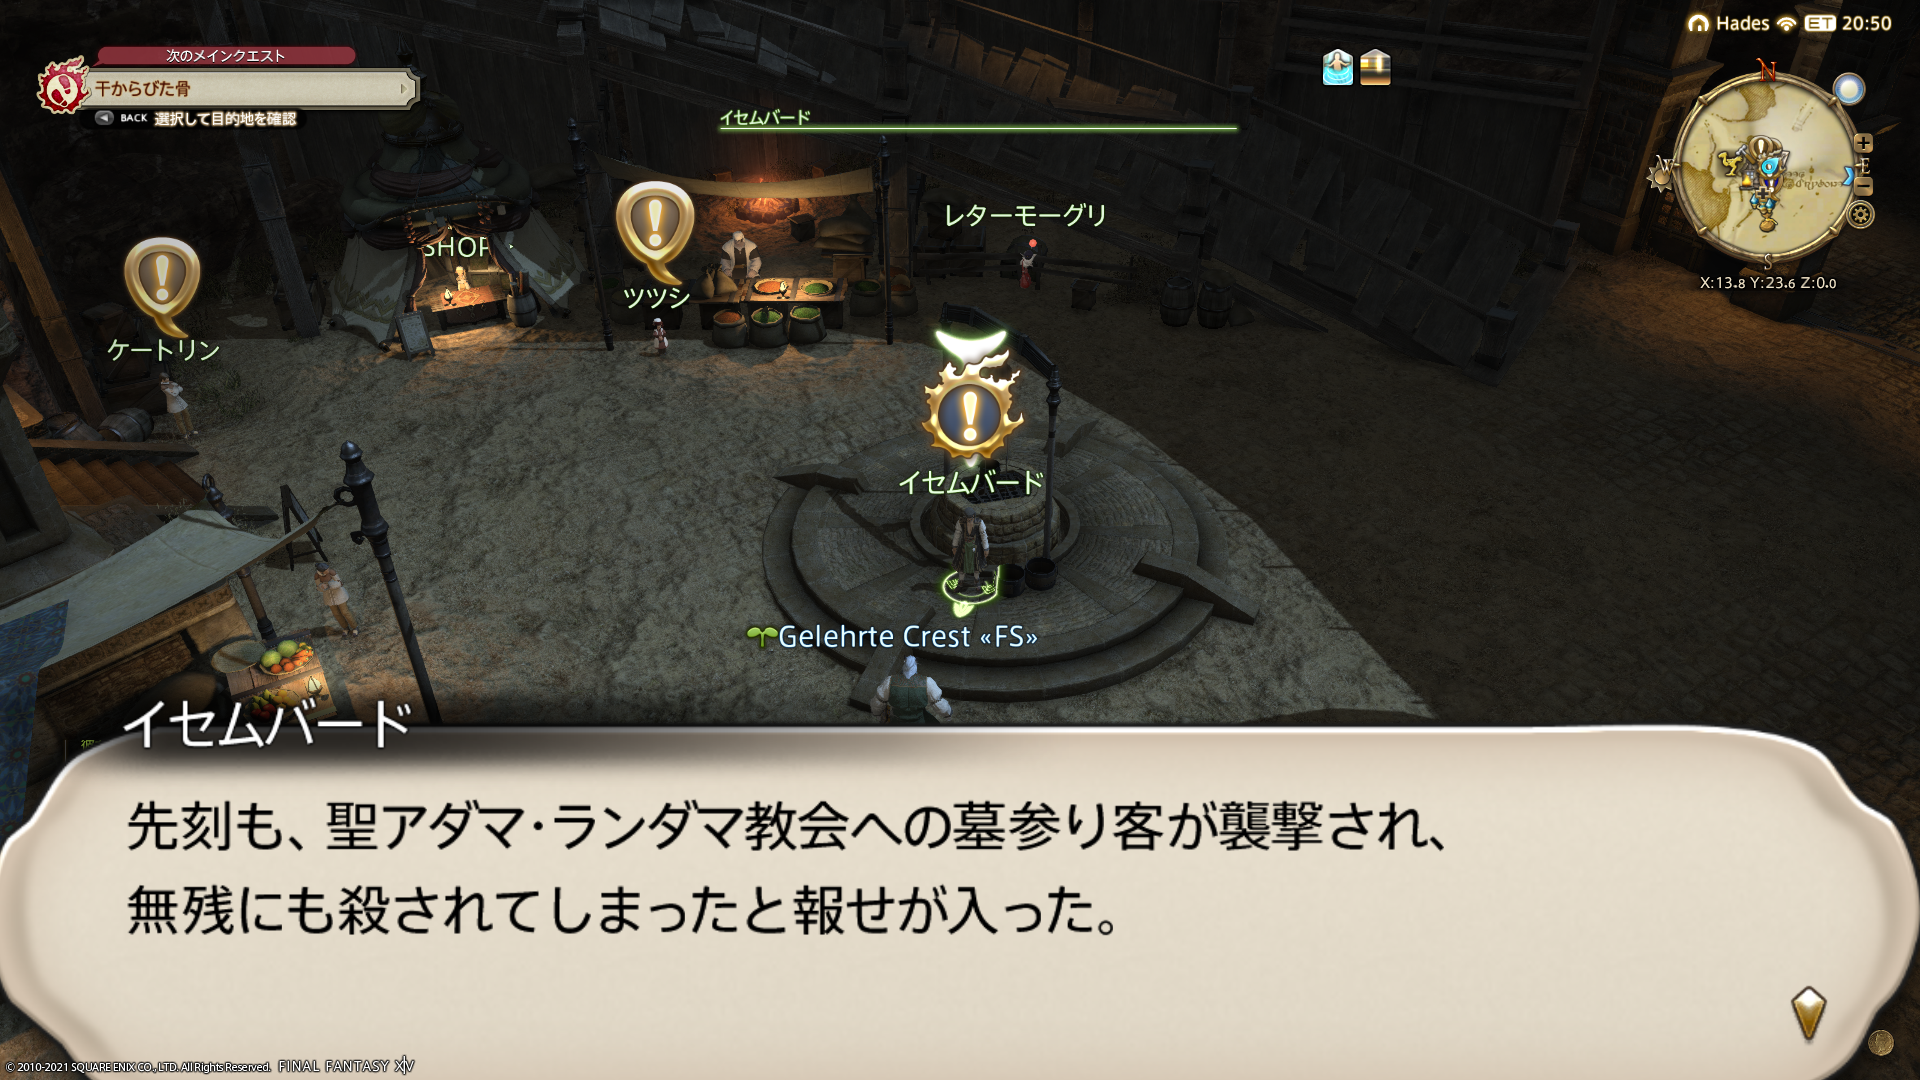 Hades ET 20:50
次のメインクエスト
干からびた骨
BACK 選択して目的地を確認
イセムバード
N
W
E
S
X:13.8 Y:23.6 Z:0.0
レターモーグリ
SHOP
ツツシ
ケートリン
イセムバード
Gelehrte Crest «FS»
イセムバード
先刻も、聖アダマ・ランダマ教会への墓参り客が襲撃され、
無残にも殺されてしまったと報せが入った。
© 2010-2021 SQUARE ENIX CO., LTD. All Rights Reserved. FINAL FANTASY XIV